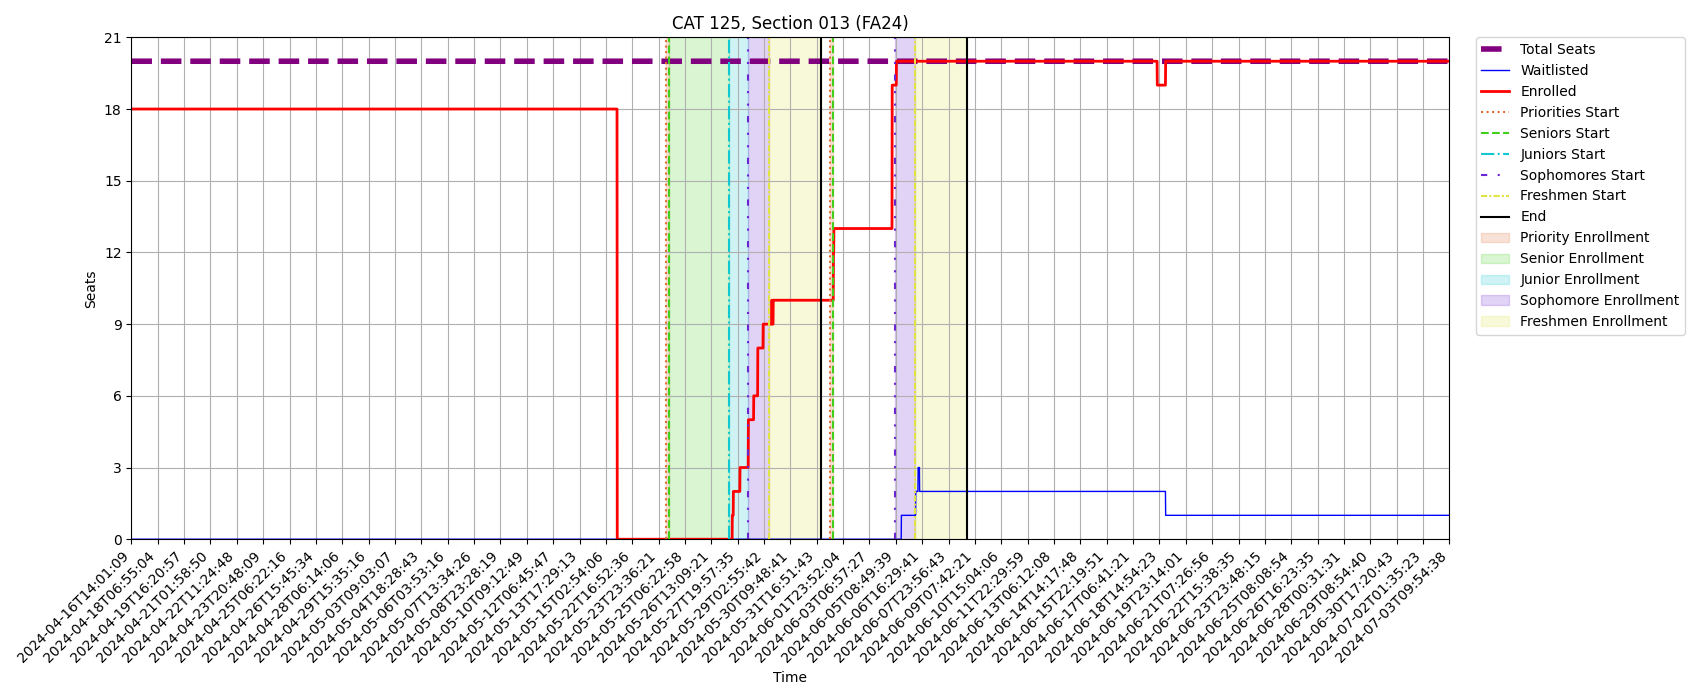 CAT 125, Section 013 (FA24)
Seats
21
18
15
12
9
6
3
0
2024-04-16T14:01:09
2024-04-18T06:55:04
2024-04-19T16:20:57
2024-04-21T01:58:50
2024-04-22T11:24:48
2024-04-23T20:48:09
2024-04-25T06:22:16
2024-04-26T15:45:34
2024-04-28T06:14:06
2024-04-29T15:35:16
2024-05-03T09:03:07
2024-05-04T18:28:43
2024-05-06T03:53:16
2024-05-07T13:34:26
2024-05-08T23:28:19
2024-05-10T09:12:49
2024-05-12T06:45:47
2024-05-13T17:29:13
2024-05-15T02:54:06
2024-05-22T16:52:36
2024-05-23T23:36:21
2024-05-25T06:22:58
2024-05-26T13:09:21
2024-05-27T19:57:35
2024-05-29T02:55:42
2024-05-30T09:48:41
2024-05-31T16:51:43
2024-06-01T23:52:04
2024-06-03T06:57:27
2024-06-05T08:49:39
2024-06-06T16:29:41
2024-06-07T23:56:43
2024-06-09T07:42:21
2024-06-10T15:04:06
2024-06-11T22:29:59
2024-06-13T06:12:08
2024-06-14T14:17:48
2024-06-15T22:19:51
2024-06-17T06:41:21
2024-06-18T14:54:23
2024-06-19T23:14:01
2024-06-21T07:26:56
2024-06-22T15:38:35
2024-06-23T23:48:15
2024-06-25T08:08:54
2024-06-26T16:23:35
2024-06-28T00:31:31
2024-06-29T08:54:40
2024-06-30T17:20:43
2024-07-02T01:35:23
2024-07-03T09:54:38
Time
Total Seats
Waitlisted
Enrolled
Priorities Start
Seniors Start
Juniors Start
Sophomores Start
Freshmen Start
End
Priority Enrollment
Senior Enrollment
Junior Enrollment
Sophomore Enrollment
Freshmen Enrollment